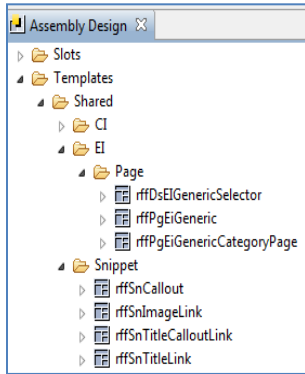 Assembly Design
Slots
Templates
Shared
CI
EI
Page
rffDsEIGenericSelector
rffPgEiGeneric
rffPgEiGenericCategoryPage
Snippet
rffSnCallout
rffSnImageLink
rffSnTitleCalloutLink
rffSnTitleLink